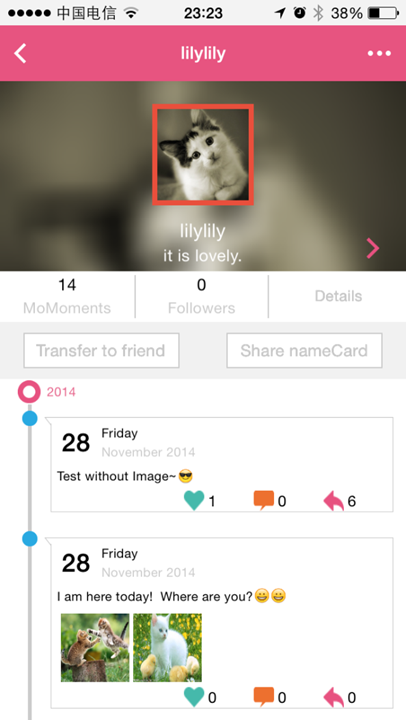 中国电信 23:23 38%
lilylily
lilylily
it is lovely.
14 0 Details
MoMoments Followers
Transfer to friend Share nameCard
2014
28 Friday
November 2014
Test without Image~😎
1 0 6
28 Friday
November 2014
I am here today! Where are you?😀😀
0 0 0